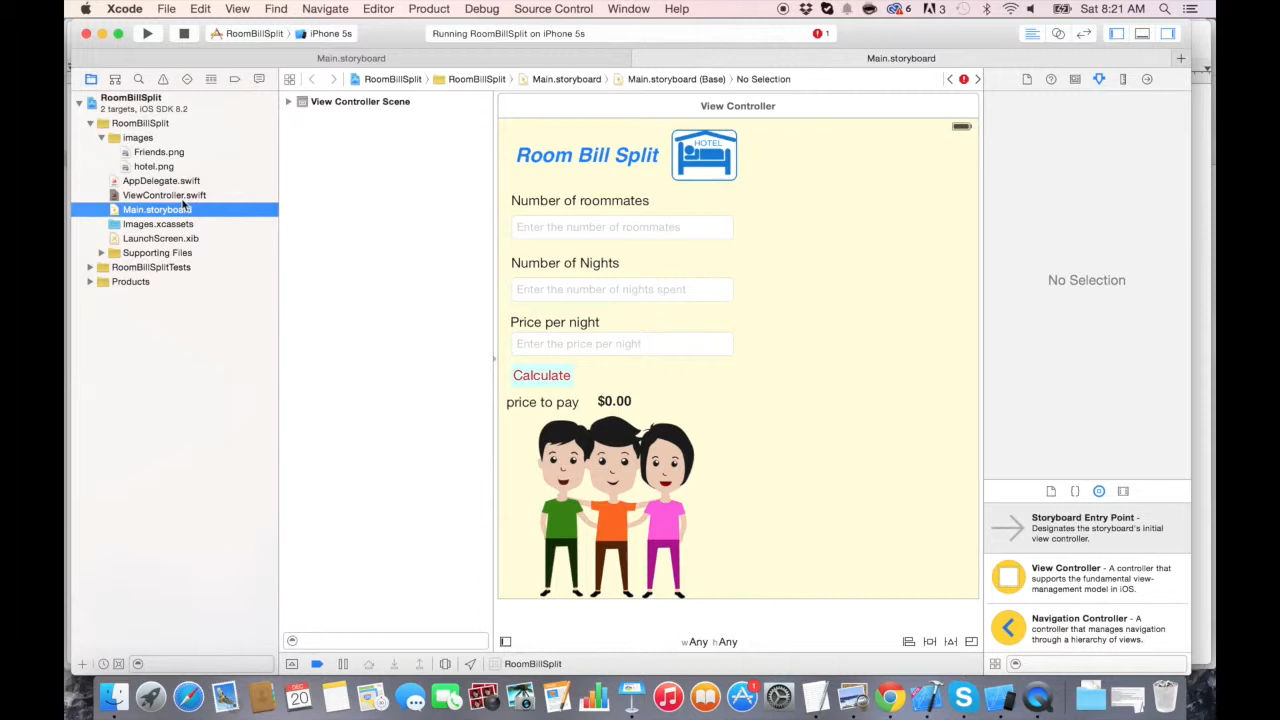 Xcode File Edit View Find Navigate Editor Product Debug Source Control Window Help 6 3 Sat 8:21 AM
RoomBillSplit iPhone 5s Running RoomBillSplit on iPhone 5s 1
Main.storyboard Main.storyboard
RoomBillSplit RoomBillSplit Main.storyboard Main.storyboard (Base) No Selection
RoomBillSplit
2 targets, iOS SDK 8.2
RoomBillSplit
images
Friends.png
hotel.png
AppDelegate.swift
ViewController.swift
Main.storyboard
Images.xcassets
LaunchScreen.xib
Supporting Files
RoomBillSplitTests
Products
View Controller Scene
View Controller
Room Bill Split
HOTEL
Number of roommates
Enter the number of roommates
Number of Nights
Enter the number of nights spent
Price per night
Enter the price per night
Calculate
price to pay $0.00
wAny hAny
RoomBillSplit
No Selection
Storyboard Entry Point -
Designates the storyboard's initial
view controller.
View Controller - A controller that
supports the fundamental view-
management model in iOS.
Navigation Controller - A
controller that manages navigation
through a hierarchy of views.
DEC
20
1